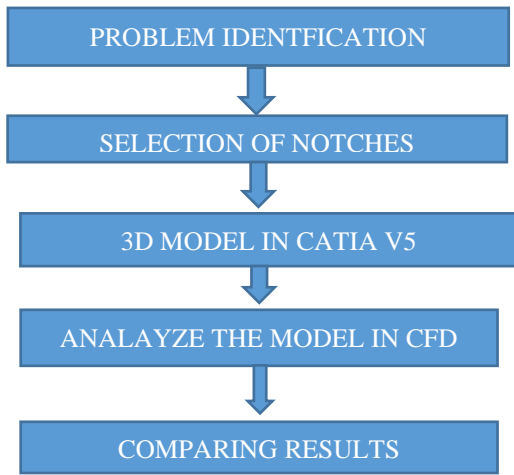 PROBLEM IDENTFICATION
SELECTION OF NOTCHES
3D MODEL IN CATIA V5
ANALAYZE THE MODEL IN CFD
COMPARING RESULTS